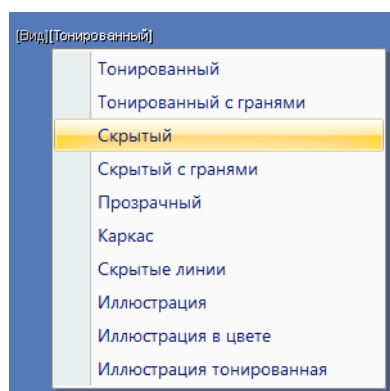 [Вид][Тонированный]
Тонированный
Тонированный с гранями
Скрытый
Скрытый с гранями
Прозрачный
Каркас
Скрытые линии
Иллюстрация
Иллюстрация в цвете
Иллюстрация тонированная